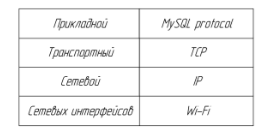 Прикладной MySQL protocol
Транспортный TCP
Сетевой IP
Сетевых интерфейсов Wi-Fi